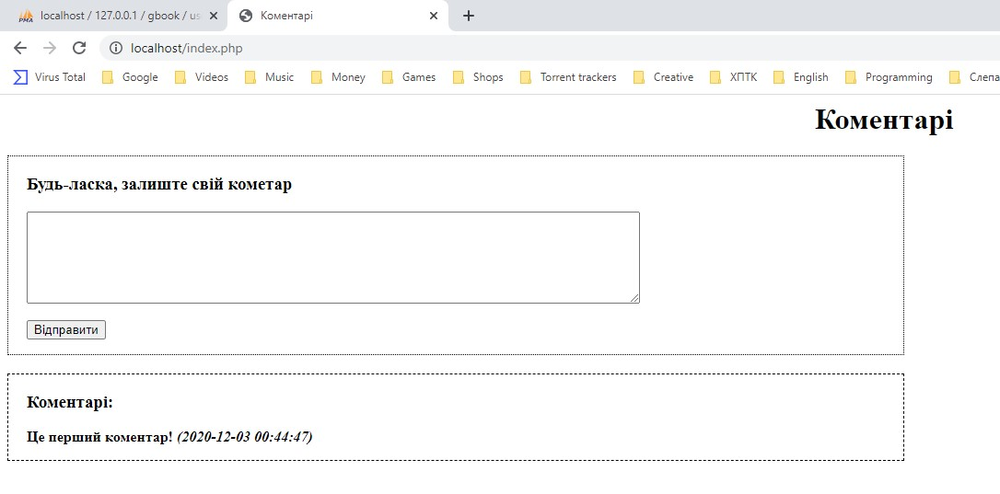 localhost / 127.0.0.1 / gbook / us
Коментарі
localhost/index.php
Virus Total Google Videos Music Money Games Shops Torrent trackers Creative ХПТК English Programming Слепа
Коментарі
Будь-ласка, залиште свій кометар
Відправити
Коментарі:
Це перший коментар! (2020-12-03 00:44:47)